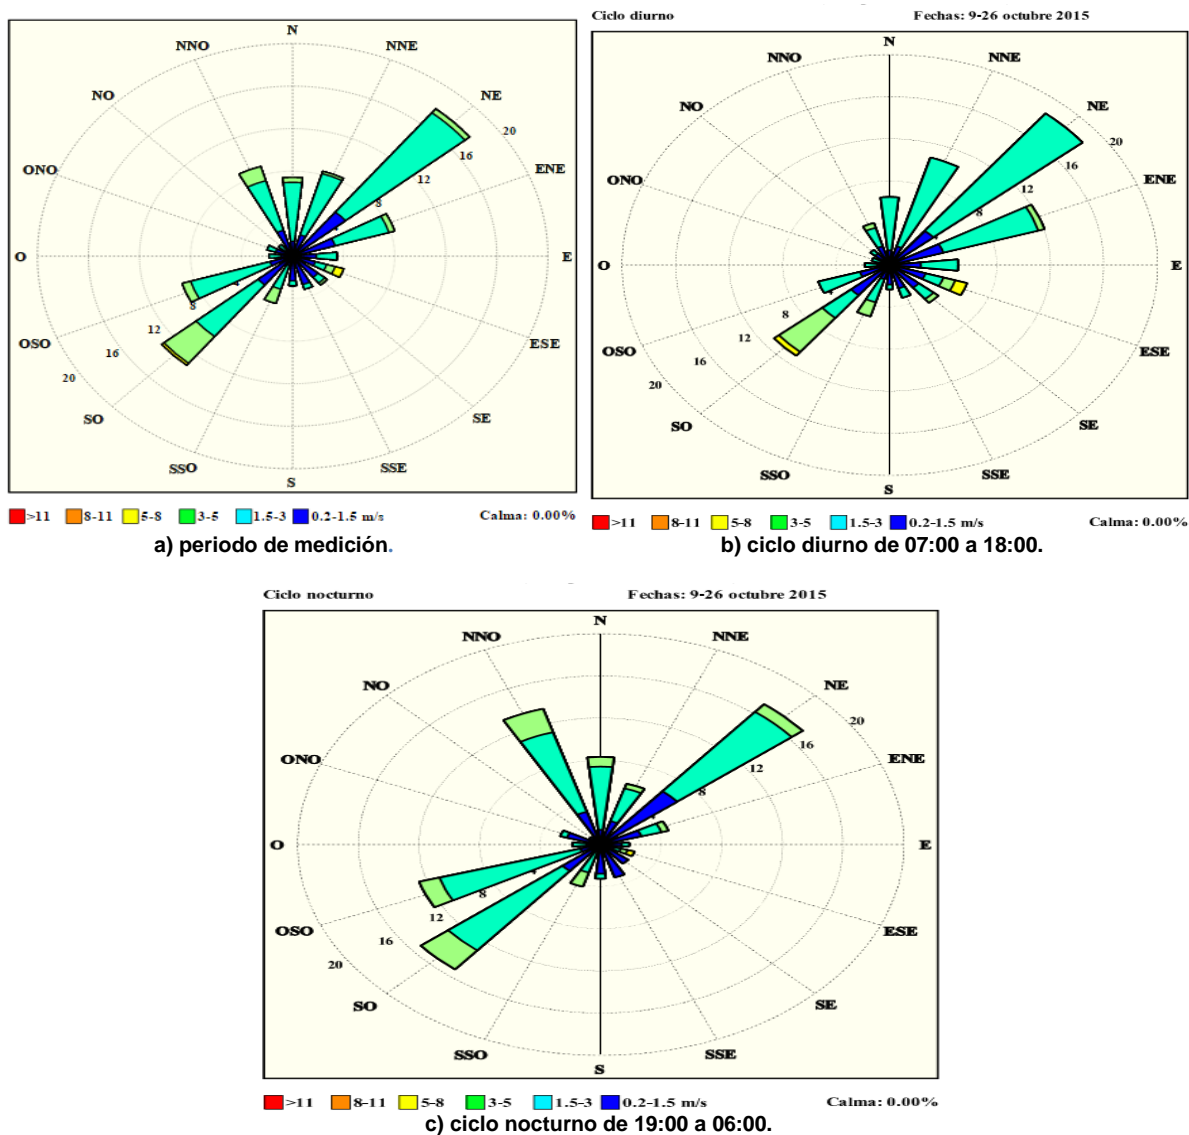 N
NNO
NNE
NO
NE
20
ONO
16
ENE
12
8
O
E
8
12
OSO
16
ESE
20
SO
SE
SSO
SSE
S
>11 8-11 5-8 3-5 1.5-3 0.2-1.5 m/s Calma: 0.00%
a) periodo de medición.
Ciclo diurno Fechas: 9-26 octubre 2015
N
NNO
NNE
NO
NE
20
ONO
16
ENE
12
8
O
E
8
12
OSO
16
ESE
20
SO
SE
SSO
SSE
S
>11 8-11 5-8 3-5 1.5-3 0.2-1.5 m/s Calma: 0.00%
b) ciclo diurno de 07:00 a 18:00.
Ciclo nocturno Fechas: 9-26 octubre 2015
N
NNO
NNE
NO
NE
20
16
ONO
12
ENE
8
O
E
8
12
OSO
16
ESE
20
SO
SE
SSO
SSE
S
>11 8-11 5-8 3-5 1.5-3 0.2-1.5 m/s Calma: 0.00%
c) ciclo nocturno de 19:00 a 06:00.